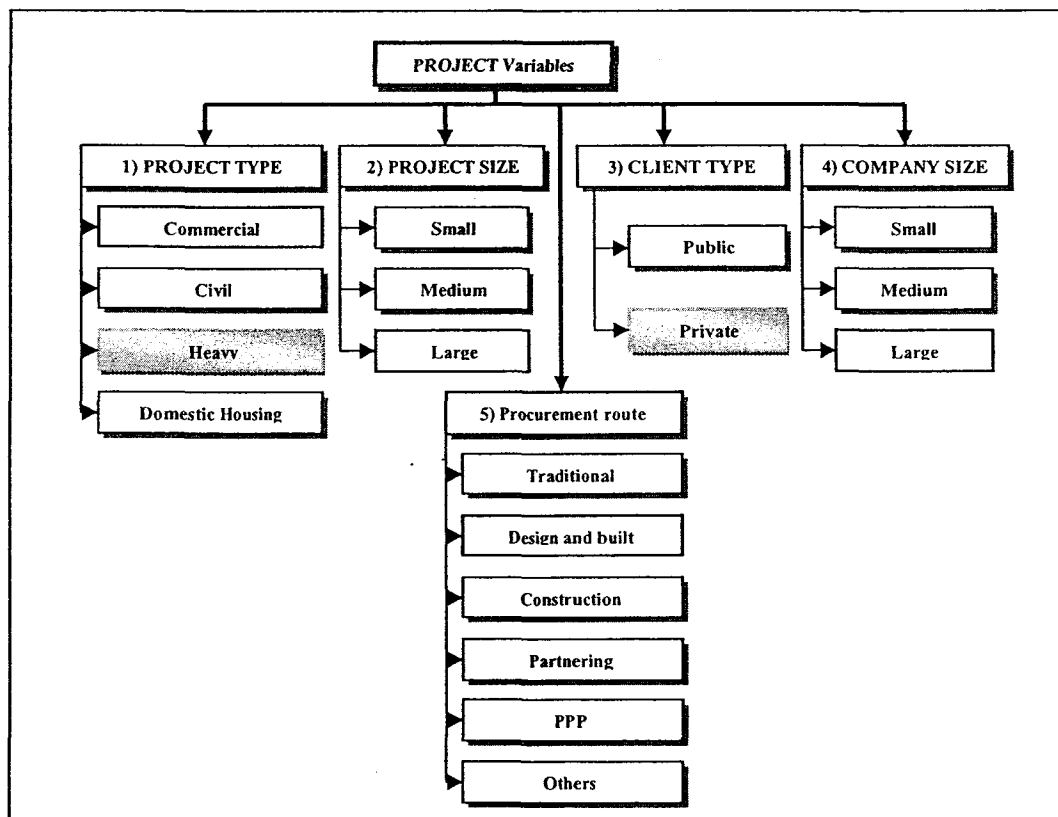 PROJECT Variables
1) PROJECT TYPE
Commercial
Civil
Heavy
Domestic Housing
2) PROJECT SIZE
Small
Medium
Large
3) CLIENT TYPE
Public
Private
4) COMPANY SIZE
Small
Medium
Large
5) Procurement route
Traditional
Design and built
Construction
Partnering
PPP
Others